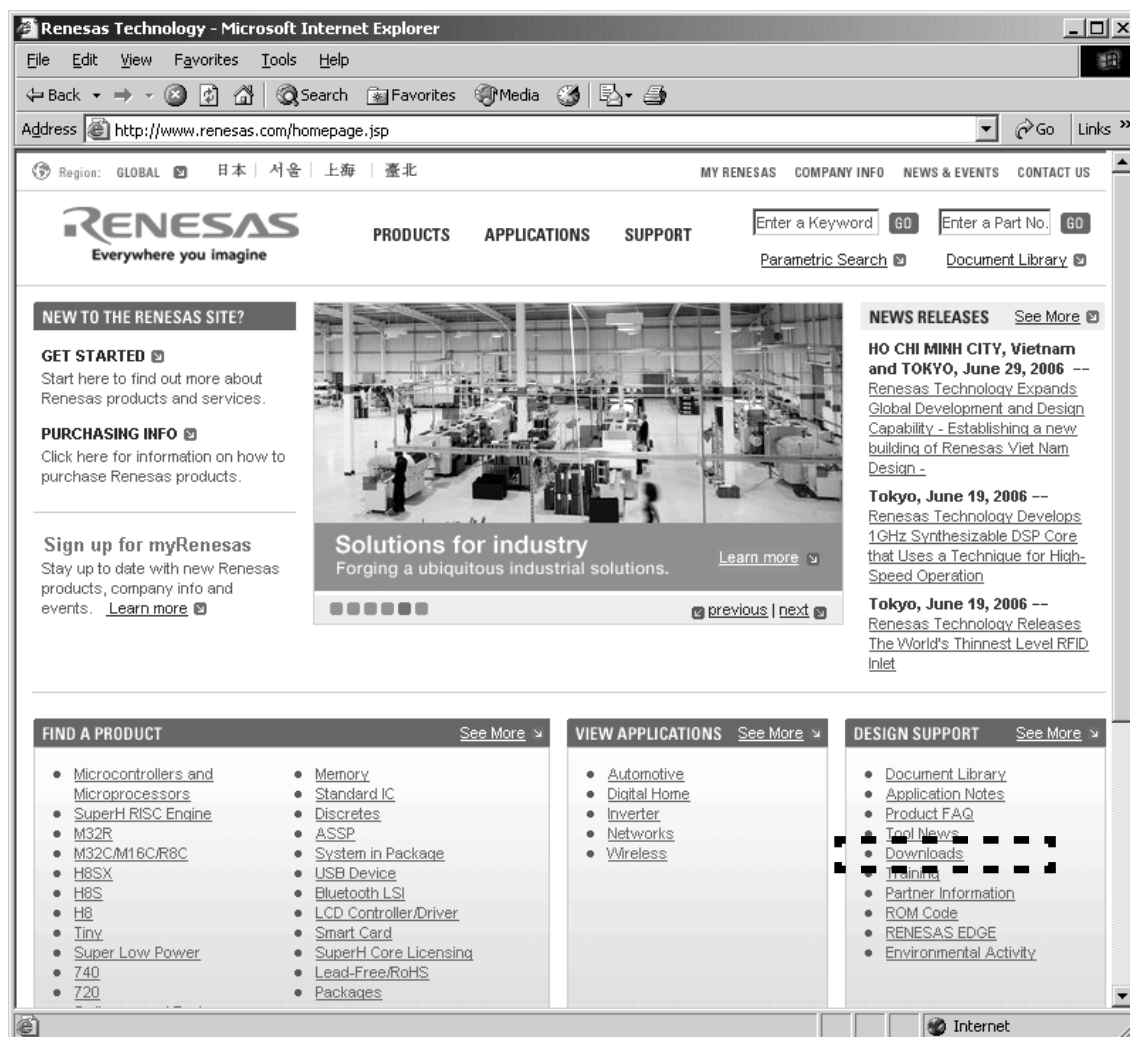 Renesas Technology - Microsoft Internet Explorer
File Edit View Favorites Tools Help
Back Search Favorites Media
Address http://www.renesas.com/homepage.jsp Go Links »
Region: GLOBAL 日本 | 서울 | 上海 | 臺北
MY RENESAS COMPANY INFO NEWS & EVENTS CONTACT US
RENESAS
Everywhere you imagine
PRODUCTS APPLICATIONS SUPPORT
Enter a Keyword GO Enter a Part No. GO
Parametric Search Document Library
NEW TO THE RENESAS SITE?
GET STARTED
Start here to find out more about
Renesas products and services.
PURCHASING INFO
Click here for information on how to
purchase Renesas products.
Sign up for myRenesas
Stay up to date with new Renesas
products, company info and
events. Learn more
Solutions for industry
Forging a ubiquitous industrial solutions.
Learn more
previous | next
NEWS RELEASES See More
HO CHI MINH CITY, Vietnam
and TOKYO, June 29, 2006 --
Renesas Technology Expands
Global Development and Design
Capability - Establishing a new
building of Renesas Viet Nam
Design -
Tokyo, June 19, 2006 --
Renesas Technology Develops
1GHz Synthesizable DSP Core
that Uses a Technique for High-
Speed Operation
Tokyo, June 19, 2006 --
Renesas Technology Releases
The World's Thinnest Level RFID
Inlet
FIND A PRODUCT See More
Microcontrollers and
Microprocessors
SuperH RISC Engine
M32R
M32C/M16C/R8C
H8SX
H8S
H8
Tiny
Super Low Power
740
720
Memory
Standard IC
Discretes
ASSP
System in Package
USB Device
Bluetooth LSI
LCD Controller/Driver
Smart Card
SuperH Core Licensing
Lead-Free/RoHS
Packages
VIEW APPLICATIONS See More
Automotive
Digital Home
Inverter
Networks
Wireless
DESIGN SUPPORT See More
Document Library
Application Notes
Product FAQ
Tool News
Downloads
Training
Partner Information
ROM Code
RENESAS EDGE
Environmental Activity
Internet